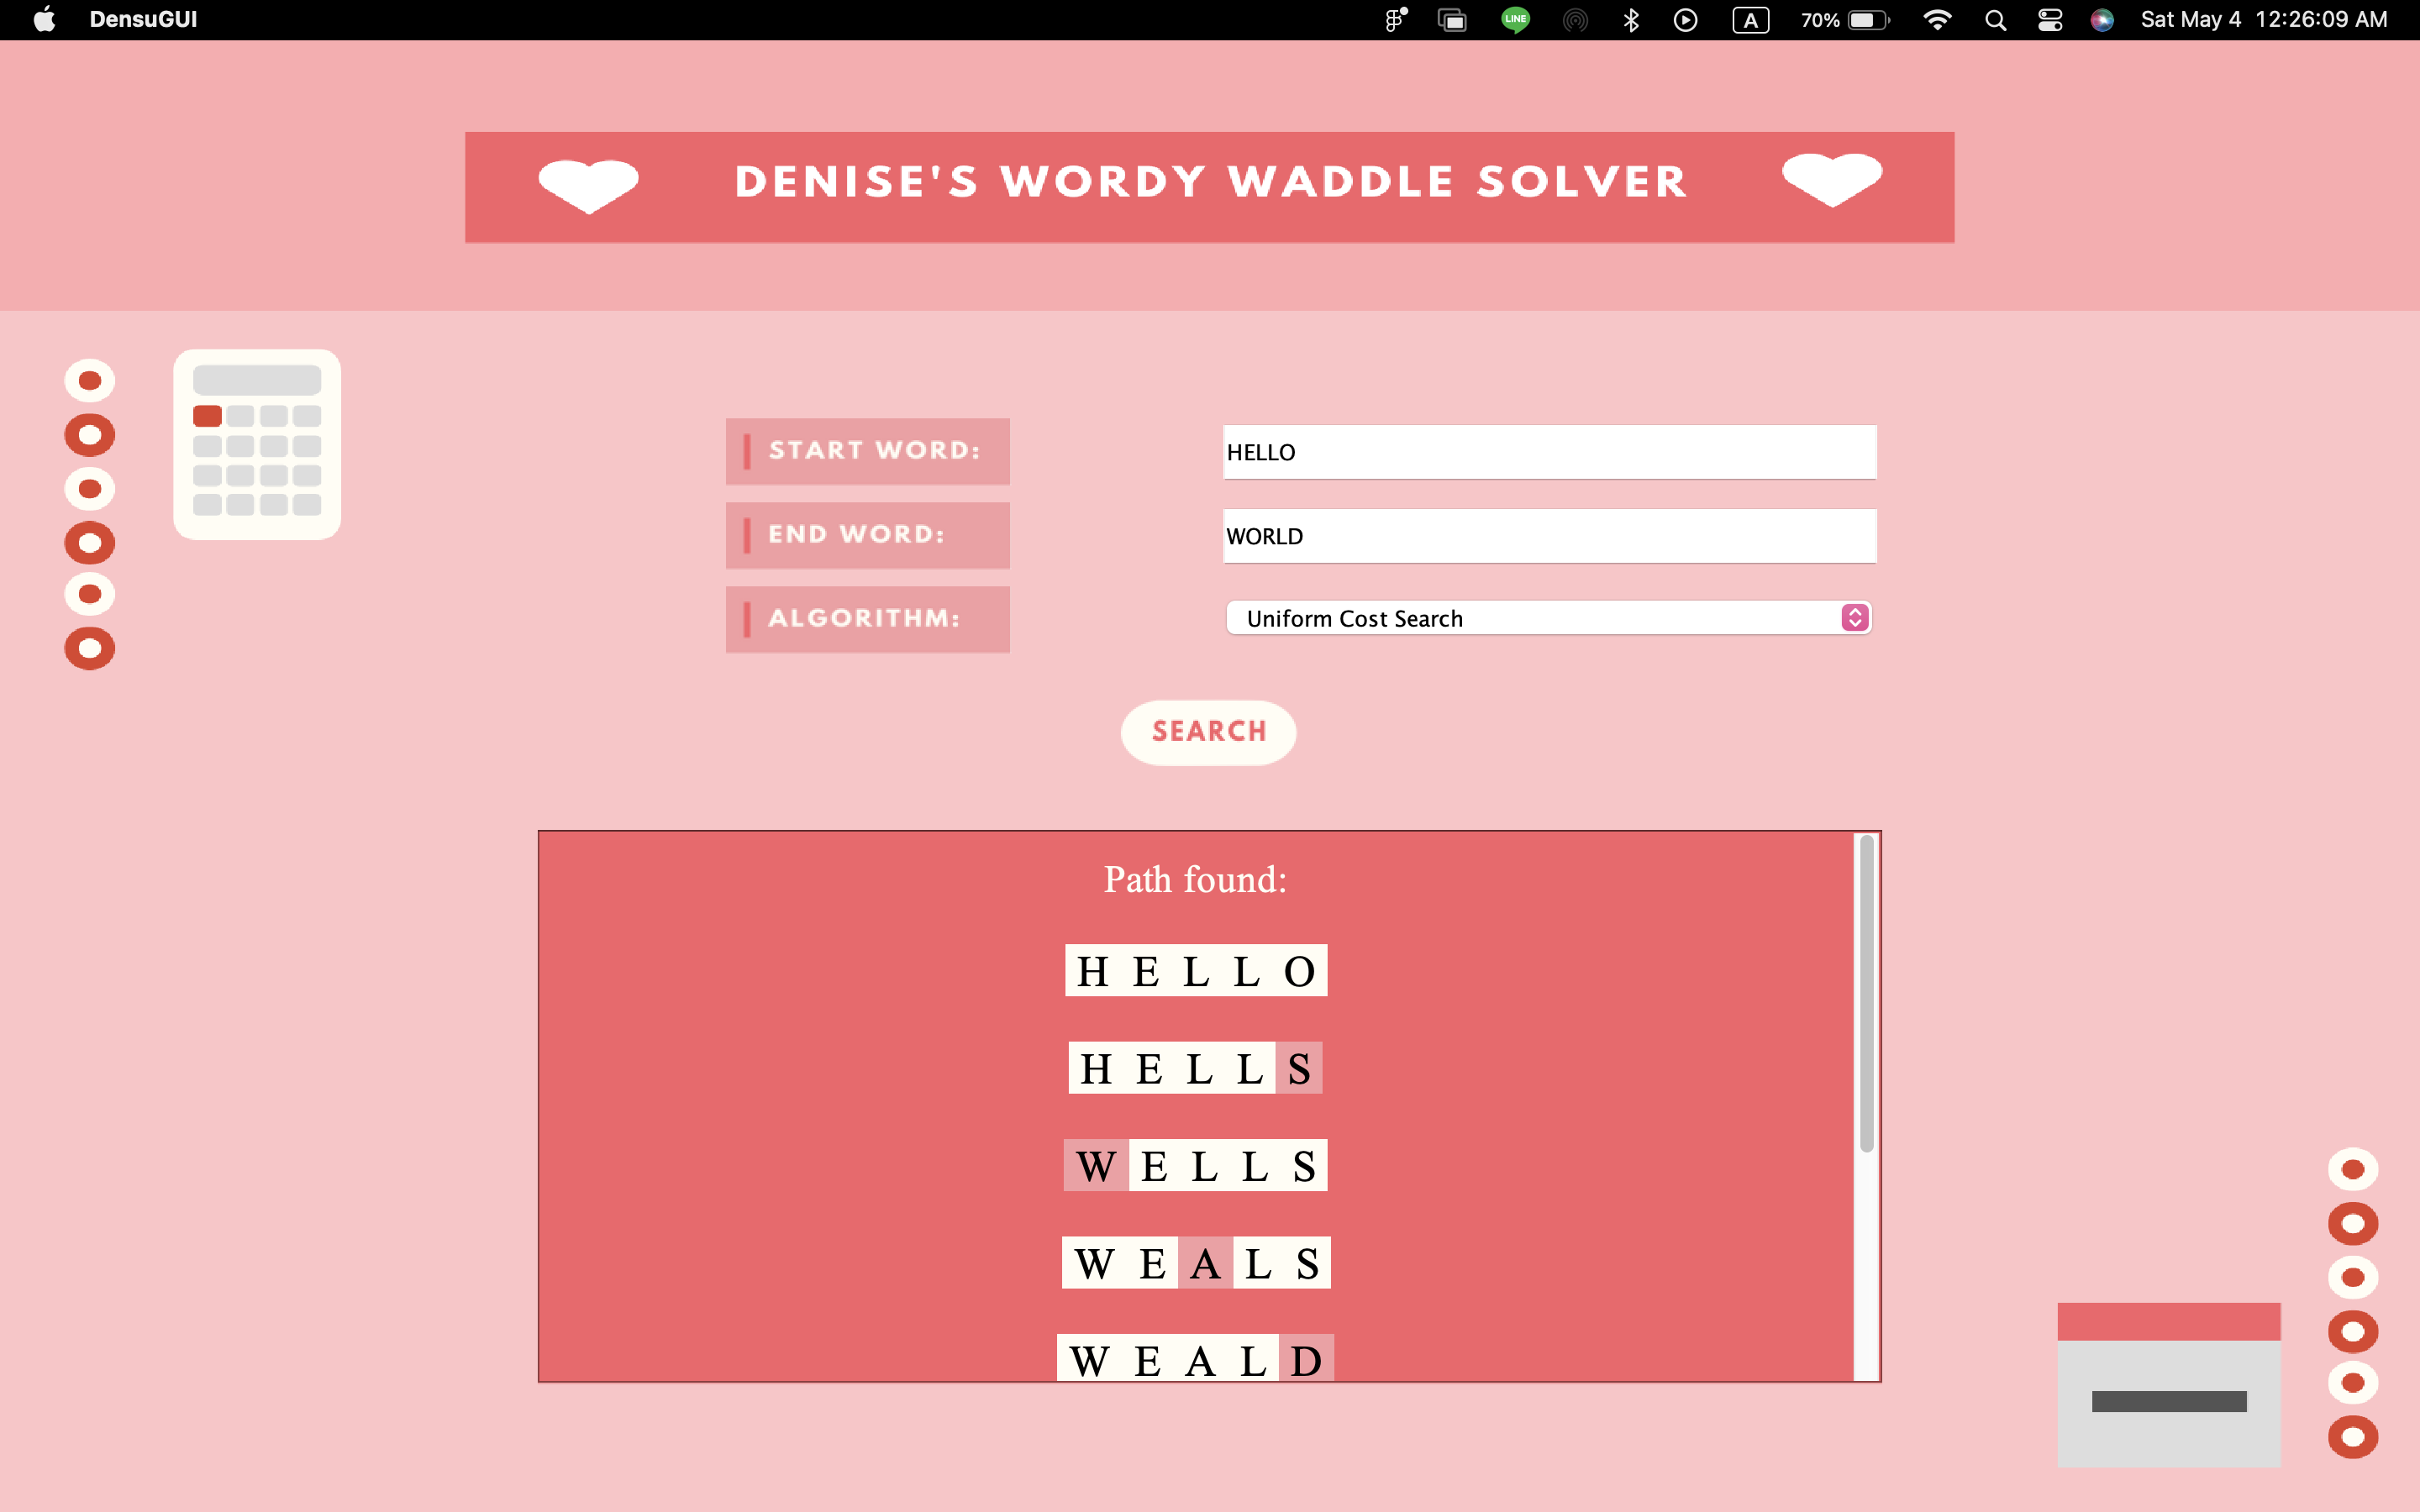 DensuGUI LINE A 70% Sat May 4 12:26:09 AM
DENISE'S WORDY WADDLE SOLVER
START WORD: HELLO
END WORD: WORLD
ALGORITHM: Uniform Cost Search
SEARCH
Path found:
H E L L O
H E L L S
W E L L S
W E A L S
W E A L D